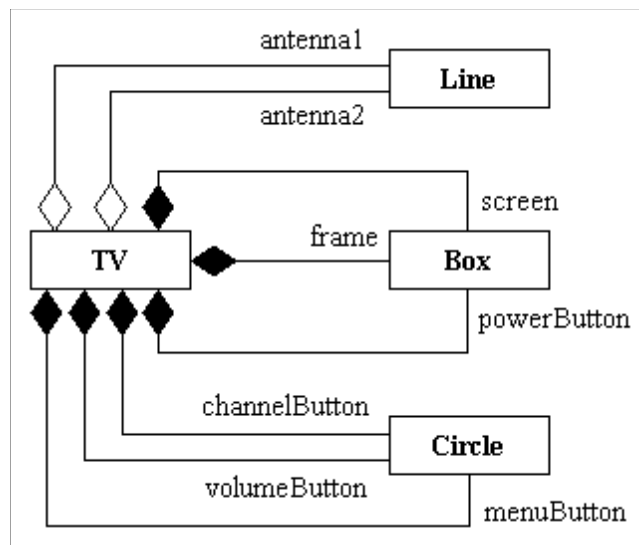 antenna1
Line
antenna2
screen
frame
TV
Box
powerButton
channelButton
Circle
volumeButton
menuButton